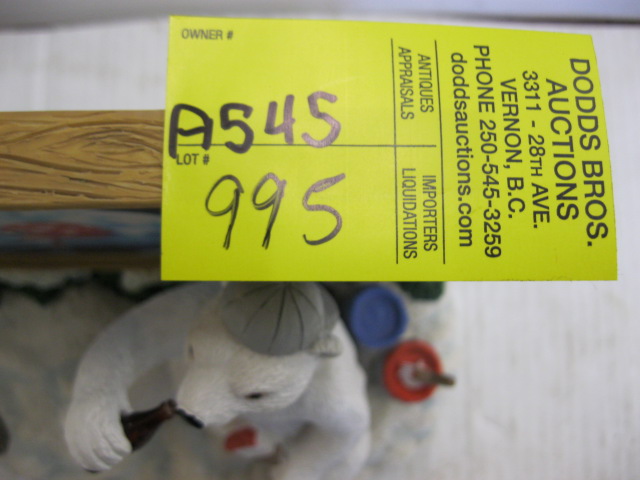 OWNER #
A545
LOT #
995
ANTIQUES
APPRAISALS
IMPORTERS
LIQUIDATIONS
DODDS BROS.
AUCTIONS
3311 - 28TH AVE.
VERNON, B.C.
PHONE 250-545-3259
doddsauctions.com